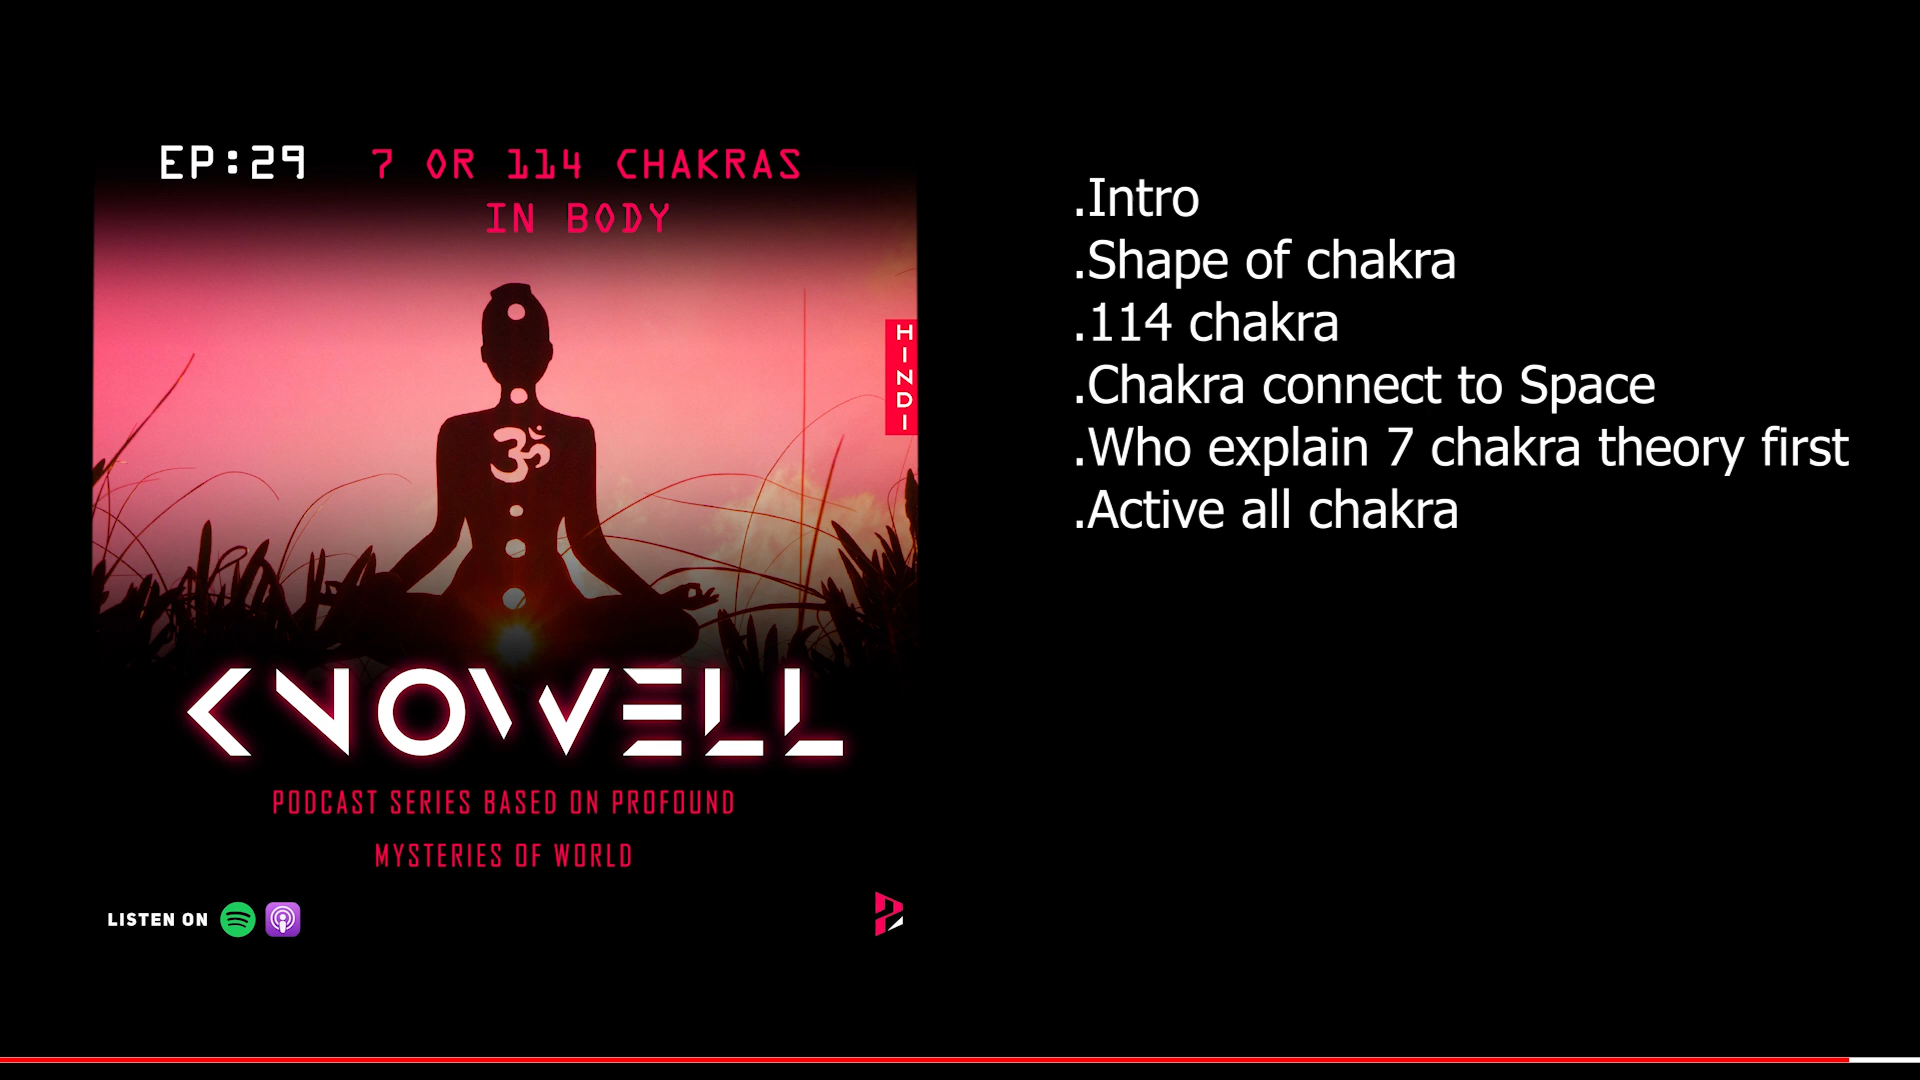 EP:29 7 OR 114 CHAKRAS
IN BODY
HINDI
ॐ
KNOWELL
PODCAST SERIES BASED ON PROFOUND
MYSTERIES OF WORLD
LISTEN ON
.Intro
.Shape of chakra
.114 chakra
.Chakra connect to Space
.Who explain 7 chakra theory first
.Active all chakra